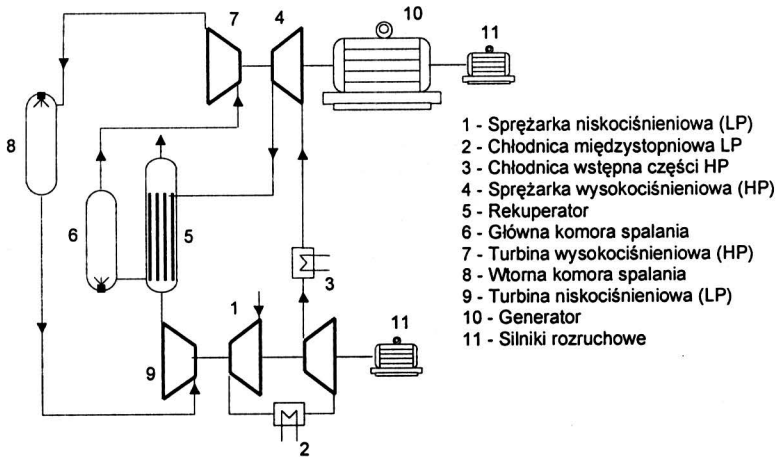 7
4
10
11
8
6
5
3
1
11
9
2
1 - Sprężarka niskociśnieniowa (LP)
2 - Chłodnica międzystopniowa LP
3 - Chłodnica wstępna części HP
4 - Sprężarka wysokociśnieniowa (HP)
5 - Rekuperator
6 - Główna komora spalania
7 - Turbina wysokociśnieniowa (HP)
8 - Wtorna komora spalania
9 - Turbina niskociśnieniowa (LP)
10 - Generator
11 - Silniki rozruchowe